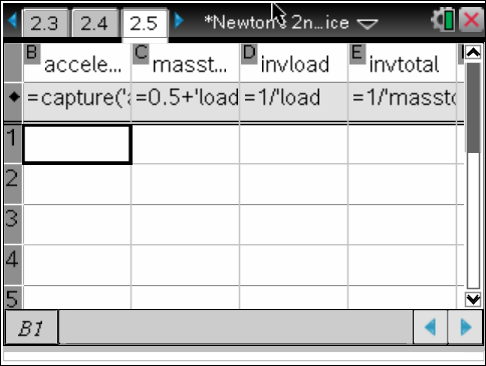 2.3 2.4 2.5 *Newton's 2n...ice
B accele... C masst... D invload E invtotal
=capture('a =0.5+'load =1/'load =1/'massto
1
2
3
4
5
B1